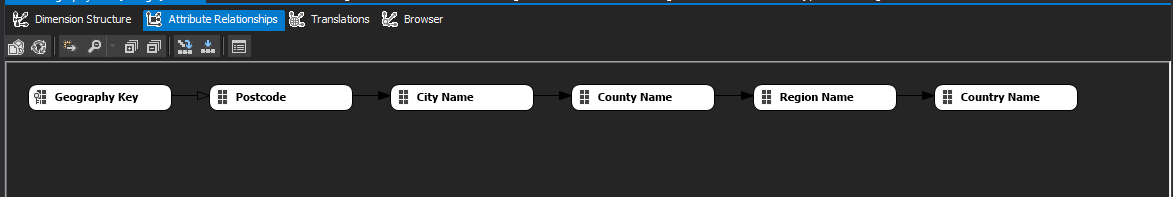 Dimension Structure Attribute Relationships Translations Browser
Geography Key Postcode City Name County Name Region Name Country Name